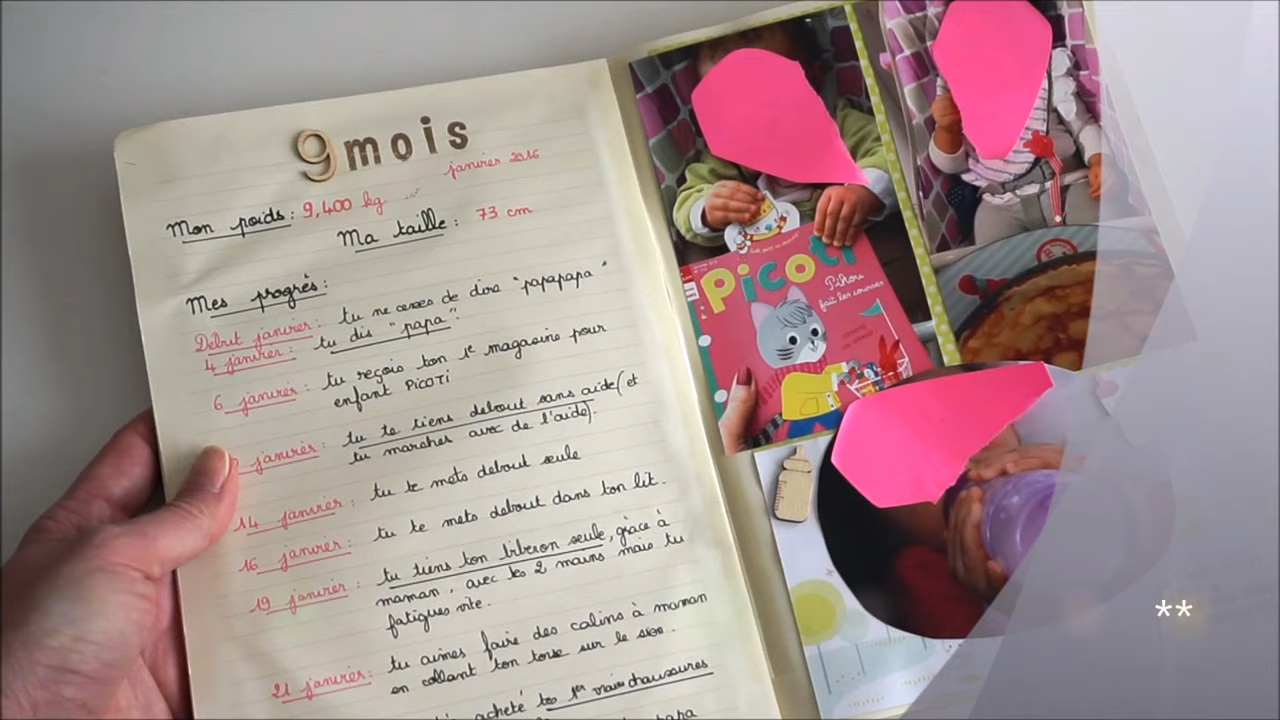 9 mois
janvier 2016
Mon poids : 9,400 kg
Ma taille : 73 cm
Mes progrès :
Début janvier : tu ne cesses de dire "papapapa"
4 janvier : tu dis "papa".
6 janvier : tu reçois ton 1er magasine pour
enfant PICOTI
janvier : tu te tiens debout sans aide (et
tu marches avec de l'aide).
14 janvier : tu te mets debout seule
16 janvier : tu te mets debout dans ton lit.
19 janvier : tu tiens ton biberon seule, grâce à
maman, avec tes 2 mains mais tu
fatigues vite.
21 janvier : tu aimes faire des calins à maman
en collant ton torse sur le sien.
acheté tes 1er vraies chaussures
papa
Picoti
Pikou
fait les courses
**